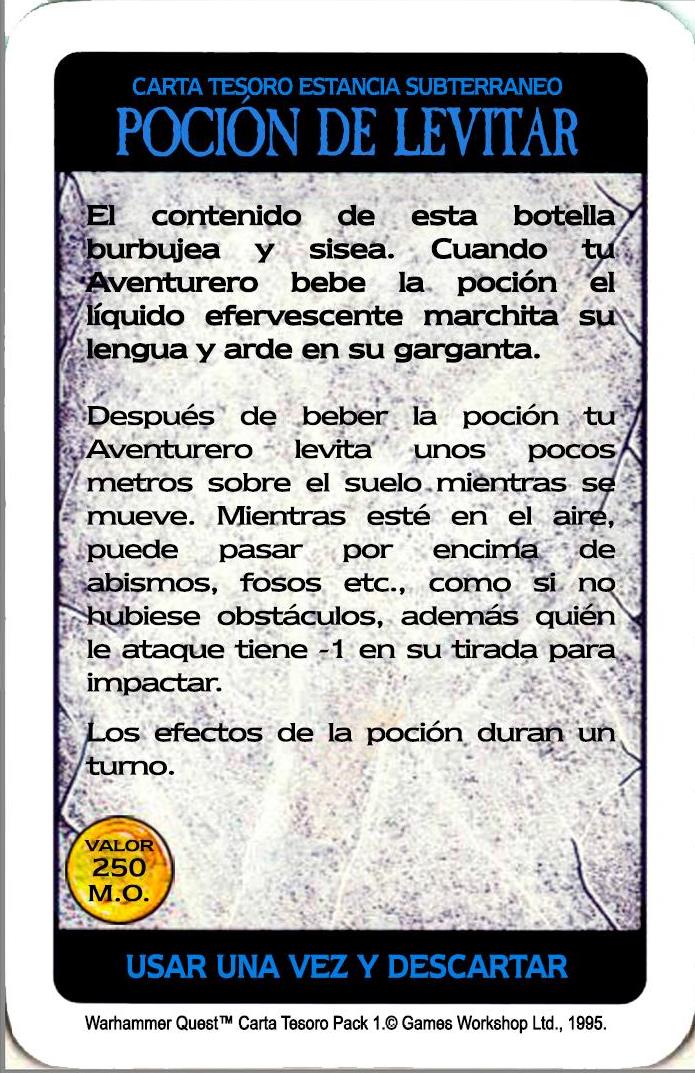 CARTA TESORO ESTANCIA SUBTERRANEO
POCIÓN DE LEVITAR
El contenido de esta botella
burbujea y sisea. Cuando tu
Aventurero bebe la poción el
líquido efervescente marchita su
lengua y arde en su garganta.
Después de beber la poción tu
Aventurero levita unos pocos
metros sobre el suelo mientras se
mueve. Mientras esté en el aire,
puede pasar por encima de
abismos, fosos etc., como si no
hubiese obstáculos, además quién
le ataque tiene -1 en su tirada para
impactar.
Los efectos de la poción duran un
turno.
VALOR
250
M.O.
USAR UNA VEZ Y DESCARTAR
Warhammer Quest™ Carta Tesoro Pack 1.© Games Workshop Ltd., 1995.